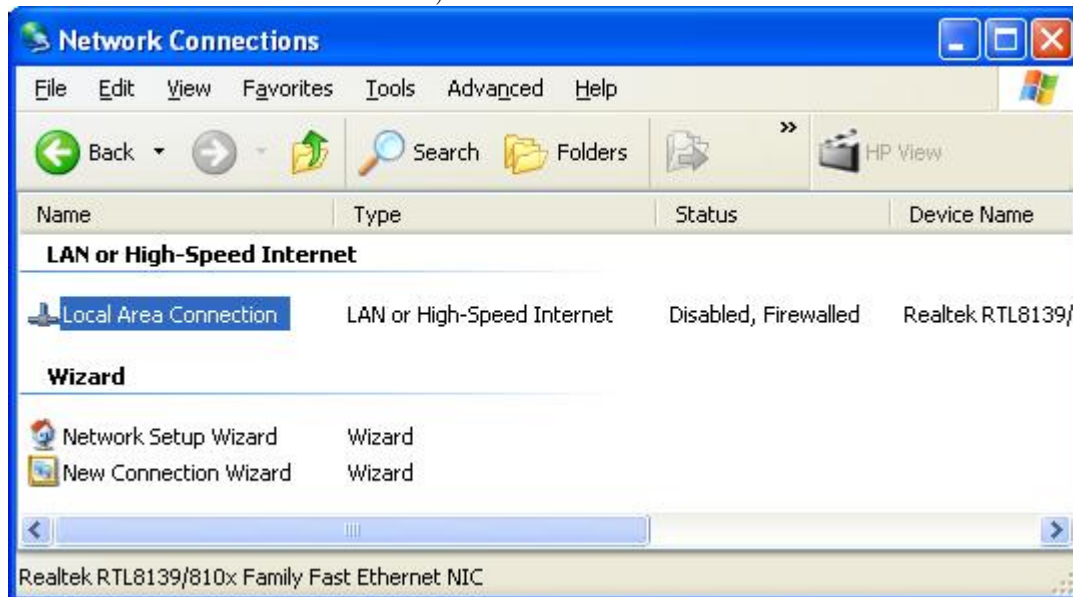 Network Connections
File Edit View Favorites Tools Advanced Help
Back Search Folders » HP View
Name Type Status Device Name
LAN or High-Speed Internet
Local Area Connection LAN or High-Speed Internet Disabled, Firewalled Realtek RTL8139/
Wizard
Network Setup Wizard Wizard
New Connection Wizard Wizard
Realtek RTL8139/810x Family Fast Ethernet NIC